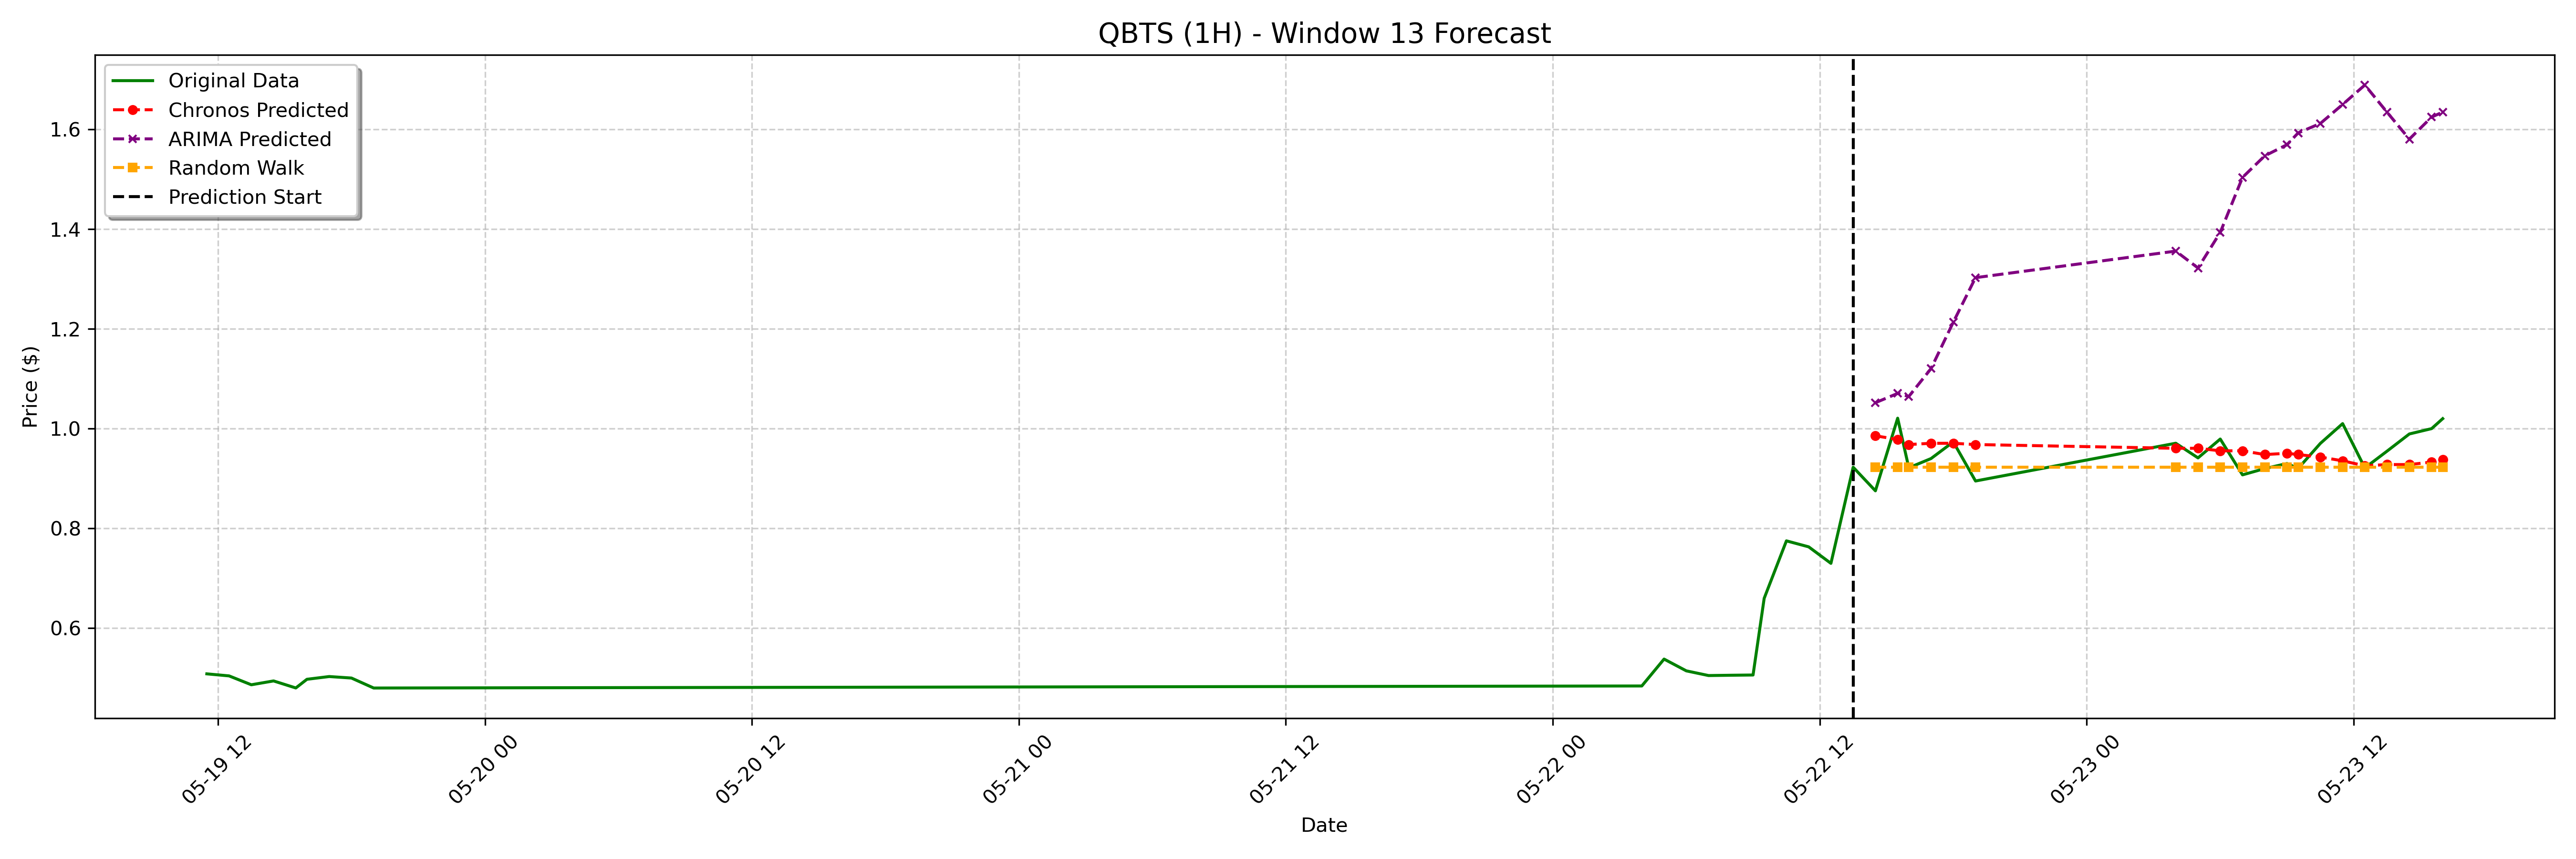 QBTS (1H) - Window 13 Forecast
Original Data
Chronos Predicted
ARIMA Predicted
Random Walk
Prediction Start
Price ($)
1.6
1.4
1.2
1.0
0.8
0.6
05-19 12
05-20 00
05-20 12
05-21 00
05-21 12
05-22 00
05-22 12
05-23 00
05-23 12
Date